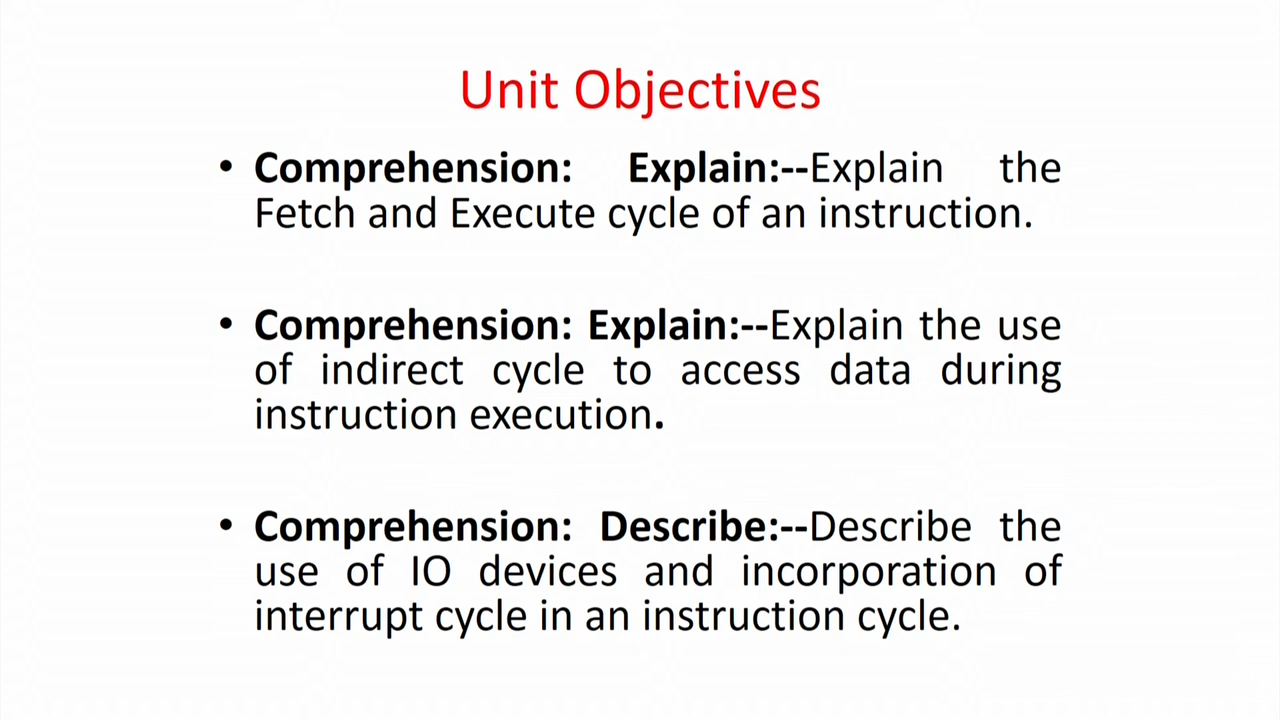 Unit Objectives
• Comprehension: Explain:--Explain the
Fetch and Execute cycle of an instruction.
• Comprehension: Explain:--Explain the use
of indirect cycle to access data during
instruction execution.
• Comprehension: Describe:--Describe the
use of IO devices and incorporation of
interrupt cycle in an instruction cycle.